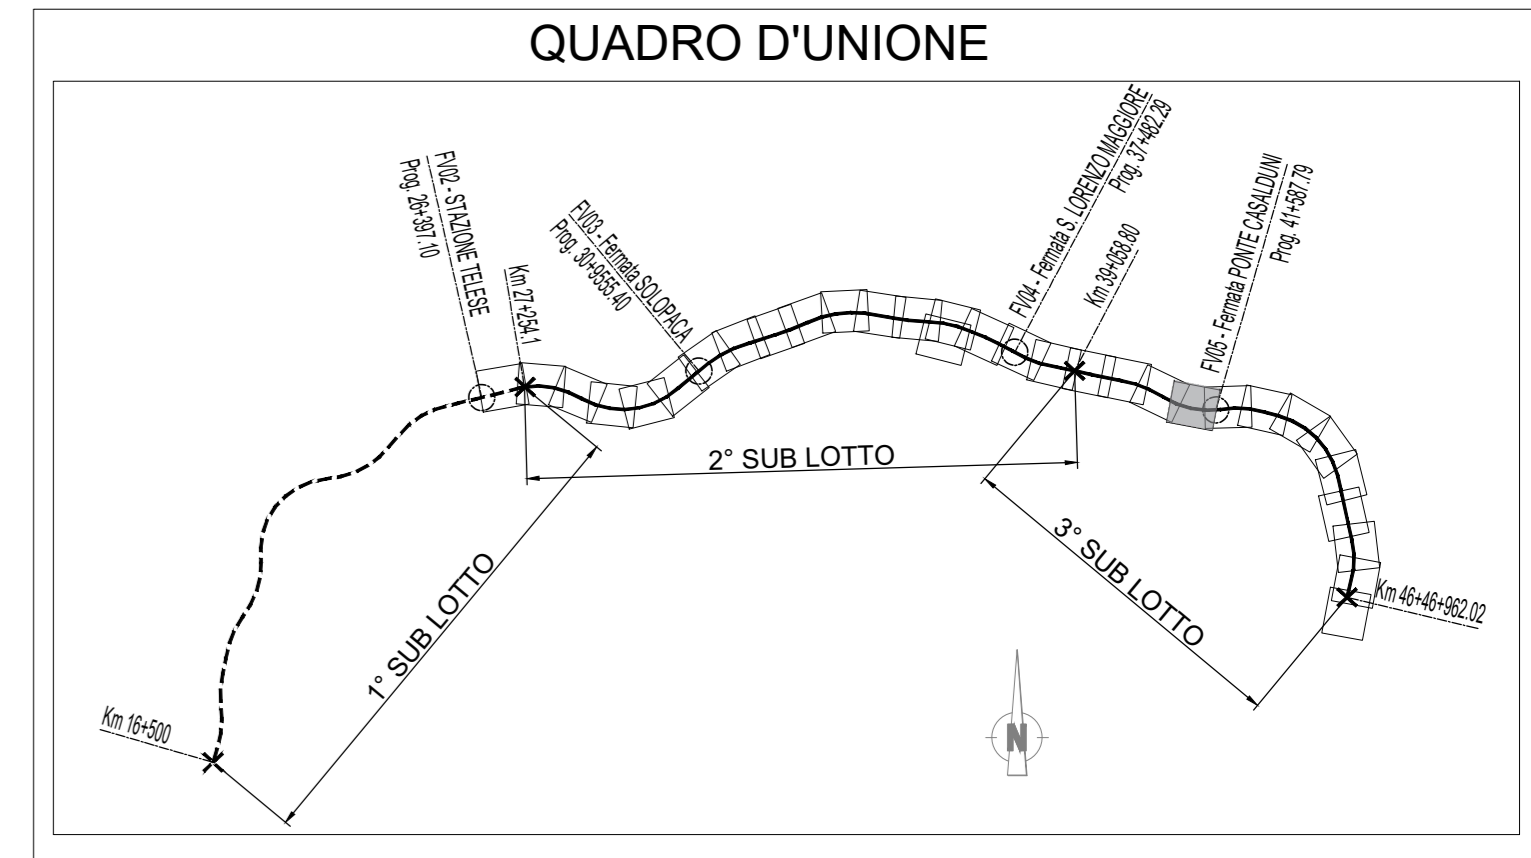 QUADRO D'UNIONE
FV02 - STAZIONE TELESE
Prog. 26+397.10
Km 27+254.1
FV03 - Fermata SOLOPACA
Prog. 30+9555.40
FV04 - Fermata S. LORENZO MAGGIORE
Prog. 37+482.29
Km 39+058.80
FV05 - Fermata PONTE CASALDUNI
Prog. 41+587.79
2° SUB LOTTO
1° SUB LOTTO
3° SUB LOTTO
Km 46+46+962.02
Km 16+500
N